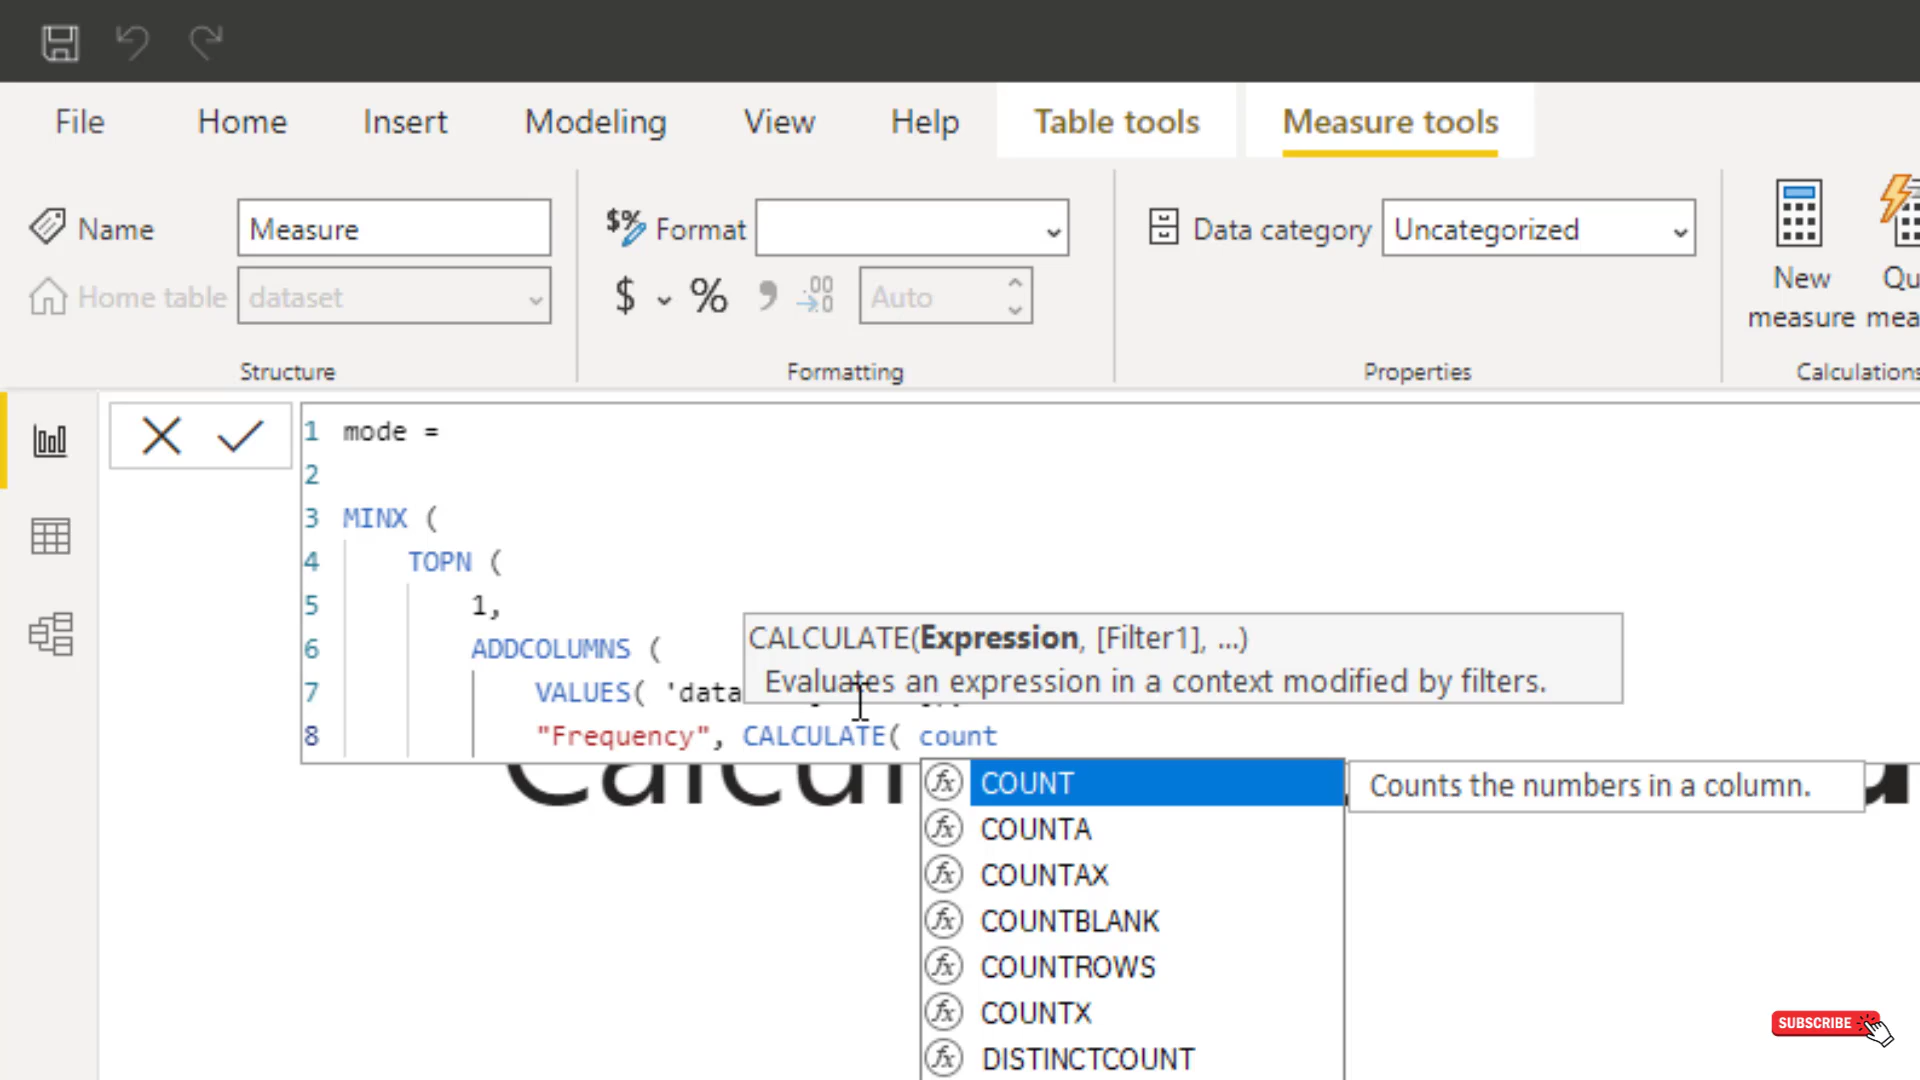 File Home Insert Modeling View Help Table tools Measure tools
Name Measure
Home table dataset
Structure
$% Format
$ % , .00 →.0 Auto
Formatting
Data category Uncategorized
Properties
New
measure
Calculations
1 mode =
2
3 MINX (
4 TOPN (
5 1,
6 ADDCOLUMNS (
7 VALUES( 'data
8 "Frequency", CALCULATE( count
CALCULATE(Expression, [Filter1], ...)
Evaluates an expression in a context modified by filters.
COUNT
COUNTA
COUNTAX
COUNTBLANK
COUNTROWS
COUNTX
DISTINCTCOUNT
Counts the numbers in a column.
SUBSCRIBE